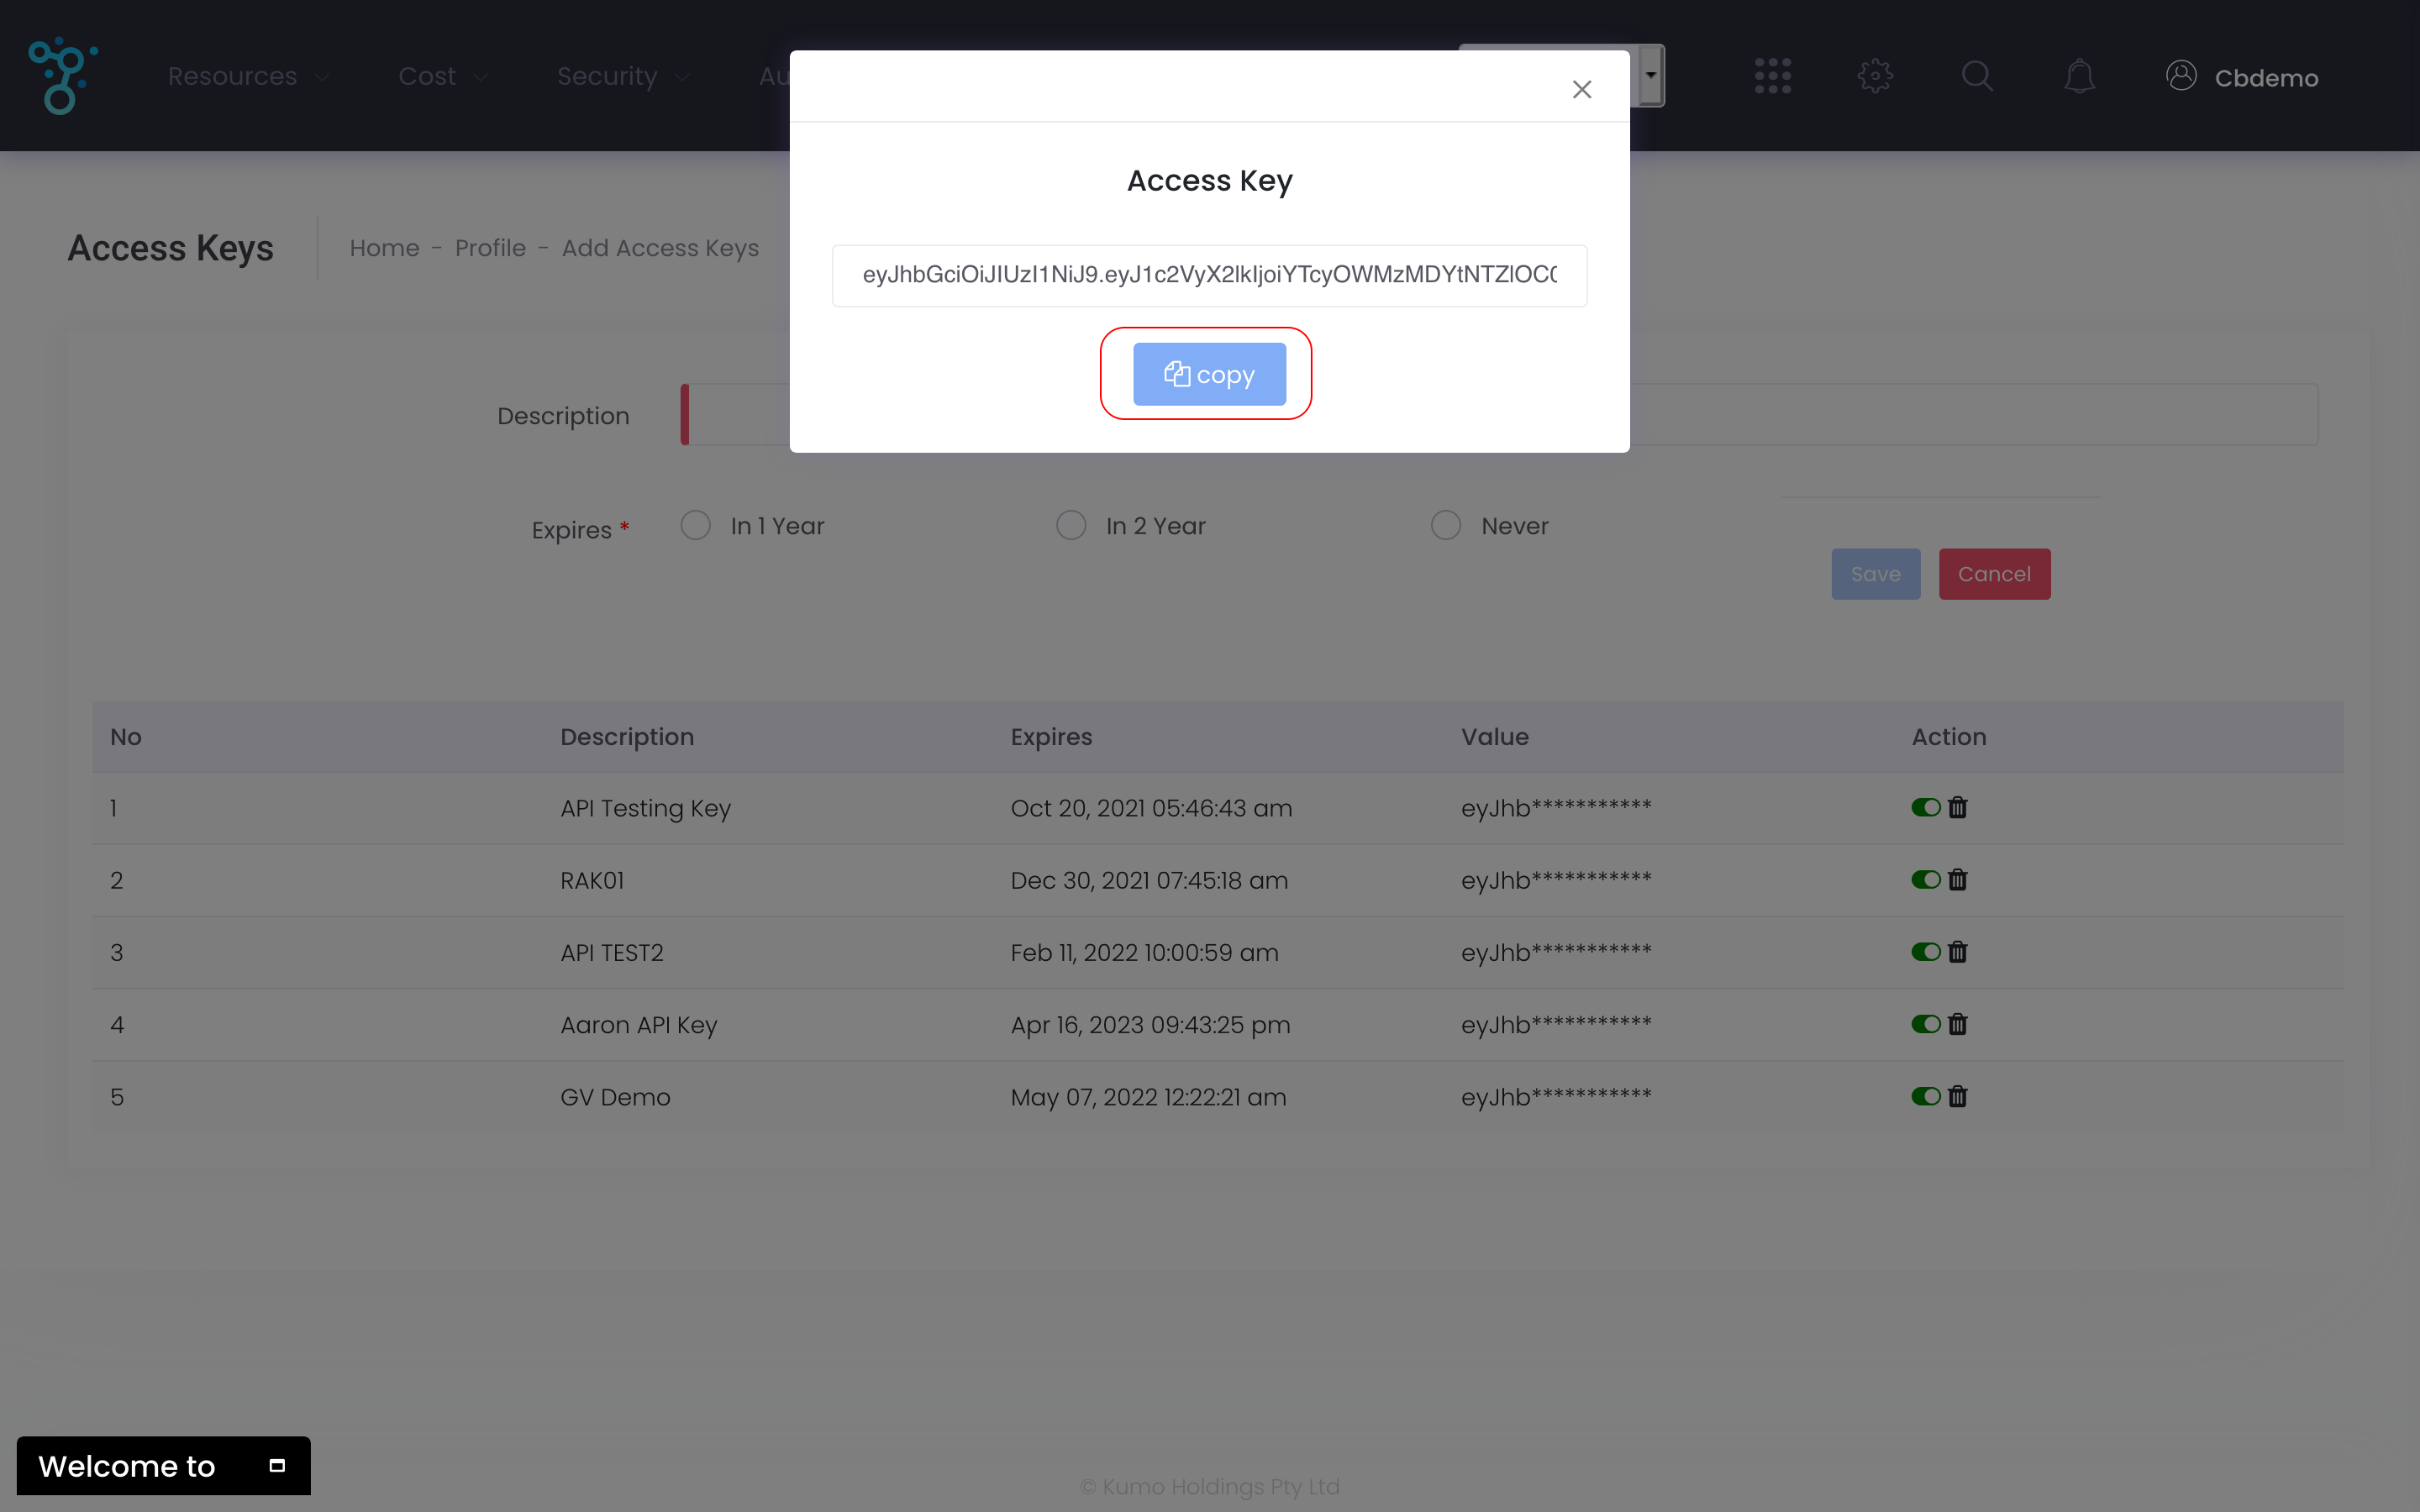 Resources Cost Security Au Cbdemo
Access Key
Access Keys Home - Profile - Add Access Keys
eyJhbGciOiJIUzI1NiJ9.eyJ1c2VyX2lkIjoiYTcyOWMzMDYtNTZlOC0
copy
Description
Expires * In 1 Year In 2 Year Never
Save Cancel
No Description Expires Value Action
1 API Testing Key Oct 20, 2021 05:46:43 am eyJhb***********
2 RAK01 Dec 30, 2021 07:45:18 am eyJhb***********
3 API TEST2 Feb 11, 2022 10:00:59 am eyJhb***********
4 Aaron API Key Apr 16, 2023 09:43:25 pm eyJhb***********
5 GV Demo May 07, 2022 12:22:21 am eyJhb***********
Welcome to
© Kumo Holdings Pty Ltd